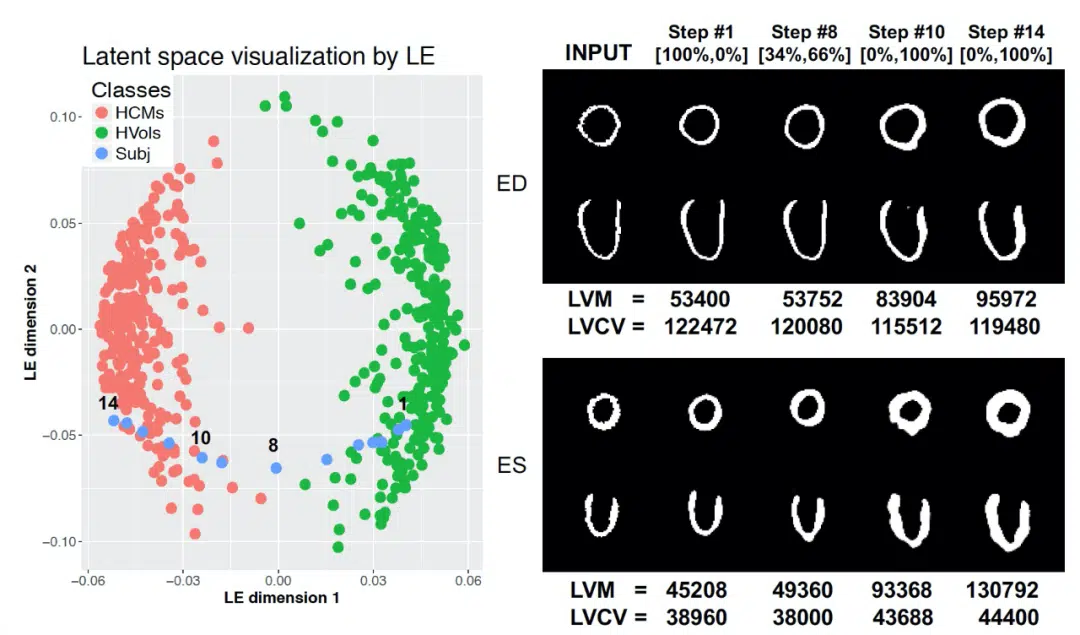 Latent space visualization by LE
Classes
HCMs
HVols
Subj
LE dimension 2
0.10
0.05
0.00
−0.05
−0.10
14
10
8
1
−0.06 −0.03 0.00 0.03 0.06
LE dimension 1
INPUT
Step #1 Step #8 Step #10 Step #14
[100%,0%] [34%,66%] [0%,100%] [0%,100%]
ED
LVM = 53400 53752 83904 95972
LVCV = 122472 120080 115512 119480
ES
LVM = 45208 49360 93368 130792
LVCV = 38960 38000 43688 44400